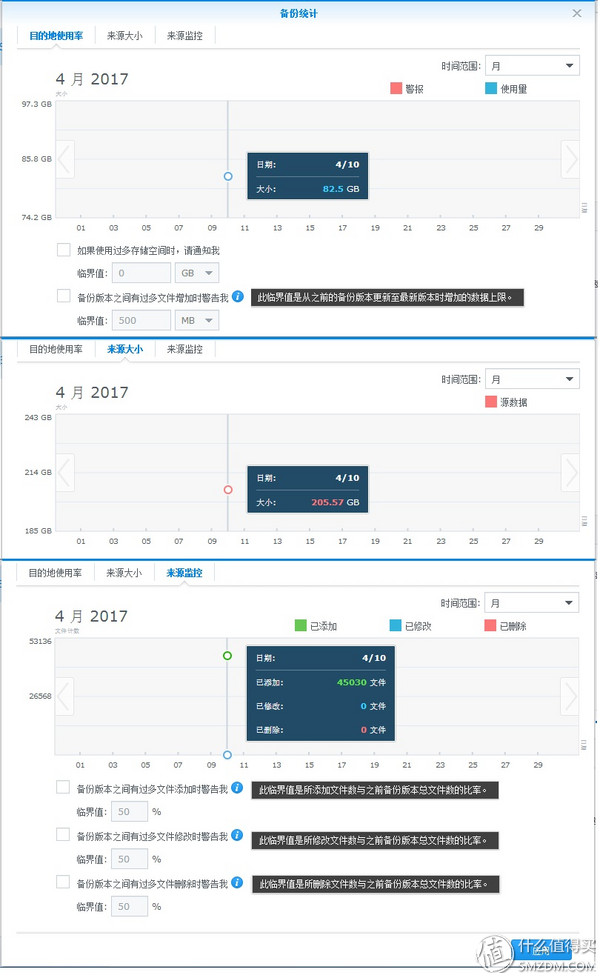 备份统计
目的地使用率 来源大小 来源监控
时间范围: 月
4 月 2017
大小
警报 使用量
97.3 GB
85.8 GB
74.2 GB
日期: 4/10
大小: 82.5 GB
01 03 05 07 09 11 13 15 17 19 21 23 25 27 29
日期
如果使用过多存储空间时，请通知我
临界值: 0 GB
备份版本之间有过多文件增加时警告我 此临界值是从之前的备份版本更新至最新版本时增加的数据上限。
临界值: 500 MB
目的地使用率 来源大小 来源监控
时间范围: 月
4 月 2017
大小
源数据
243 GB
214 GB
185 GB
日期: 4/10
大小: 205.57 GB
01 03 05 07 09 11 13 15 17 19 21 23 25 27 29
日期
目的地使用率 来源大小 来源监控
时间范围: 月
4 月 2017
文件计数
已添加 已修改 已删除
53136
26568
日期: 4/10
已添加: 45030 文件
已修改: 0 文件
已删除: 0 文件
01 03 05 07 09 11 13 15 17 19 21 23 25 27 29
日期
备份版本之间有过多文件添加时警告我 此临界值是所添加文件数与之前备份版本总文件数的比率。
临界值: 50 %
备份版本之间有过多文件修改时警告我 此临界值是所修改文件数与之前备份版本总文件数的比率。
临界值: 50 %
备份版本之间有过多文件删除时警告我 此临界值是所删除文件数与之前备份版本总文件数的比率。
临界值: 50 %
值 什么值得买
SMZDM.COM